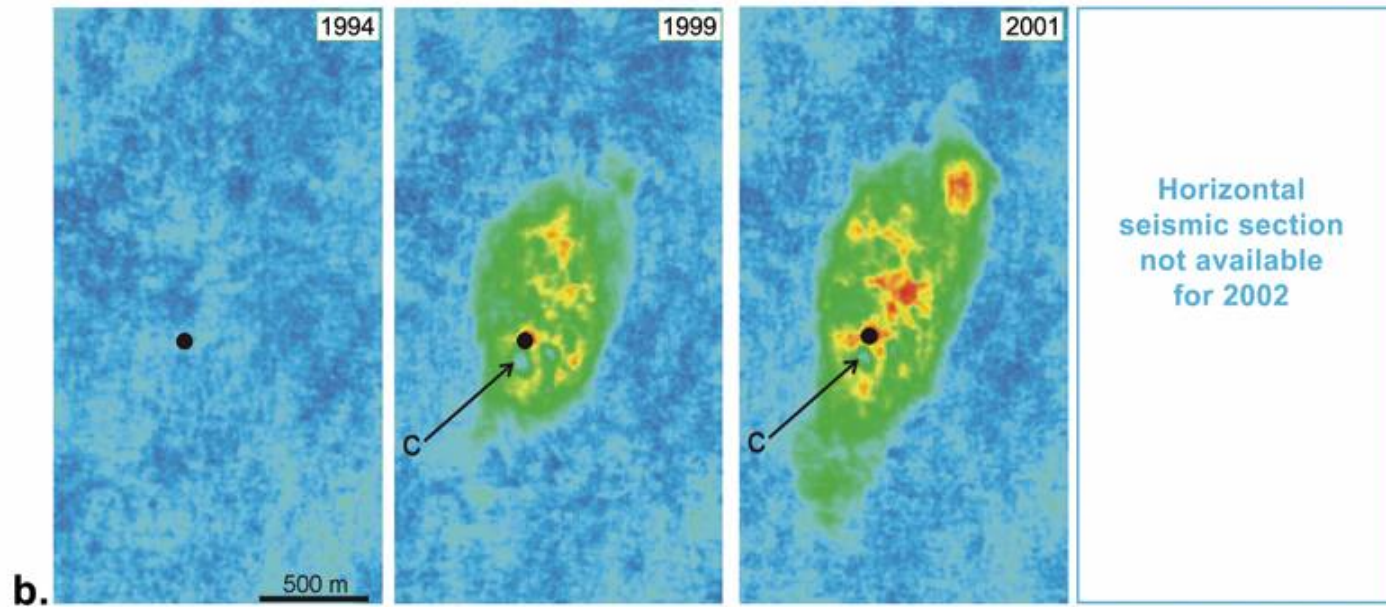 1994
1999
2001
Horizontal
seismic section
not available
for 2002
C
C
500 m
b.